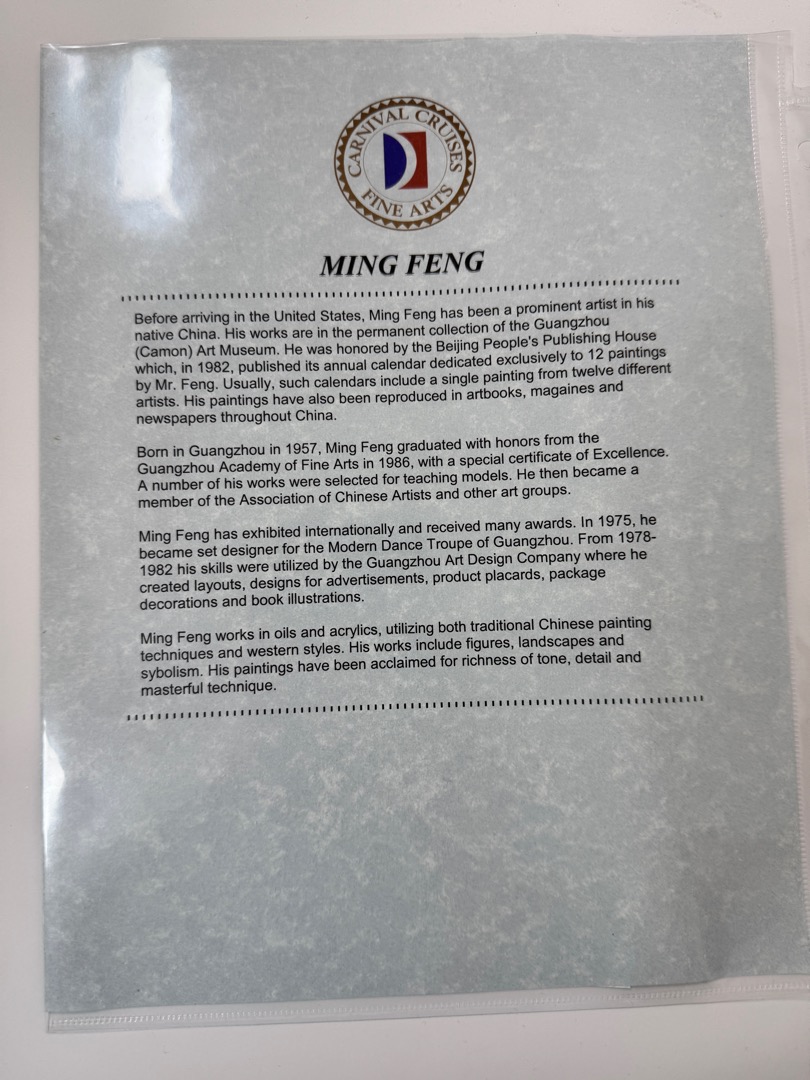 CARNIVAL CRUISES
FINE ARTS
MING FENG
Before arriving in the United States, Ming Feng has been a prominent artist in his
native China. His works are in the permanent collection of the Guangzhou
(Camon) Art Museum. He was honored by the Beijing People's Publishing House
which, in 1982, published its annual calendar dedicated exclusively to 12 paintings
by Mr. Feng. Usually, such calendars include a single painting from twelve different
artists. His paintings have also been reproduced in artbooks, magaines and
newspapers throughout China.
Born in Guangzhou in 1957, Ming Feng graduated with honors from the
Guangzhou Academy of Fine Arts in 1986, with a special certificate of Excellence.
A number of his works were selected for teaching models. He then became a
member of the Association of Chinese Artists and other art groups.
Ming Feng has exhibited internationally and received many awards. In 1975, he
became set designer for the Modern Dance Troupe of Guangzhou. From 1978-
1982 his skills were utilized by the Guangzhou Art Design Company where he
created layouts, designs for advertisements, product placards, package
decorations and book illustrations.
Ming Feng works in oils and acrylics, utilizing both traditional Chinese painting
techniques and western styles. His works include figures, landscapes and
sybolism. His paintings have been acclaimed for richness of tone, detail and
masterful technique.